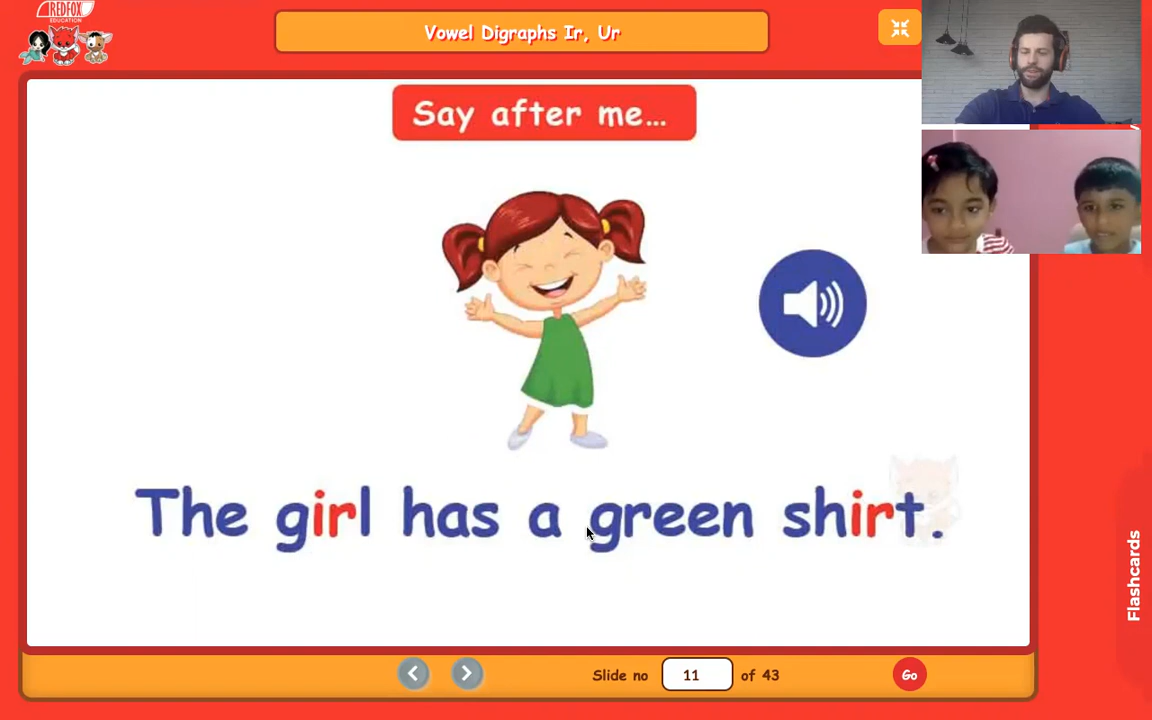 REDFOX
EDUCATION
Vowel Digraphs Ir, Ur
Say after me...
The girl has a green shirt.
Flashcards
Slide no 11 of 43 Go